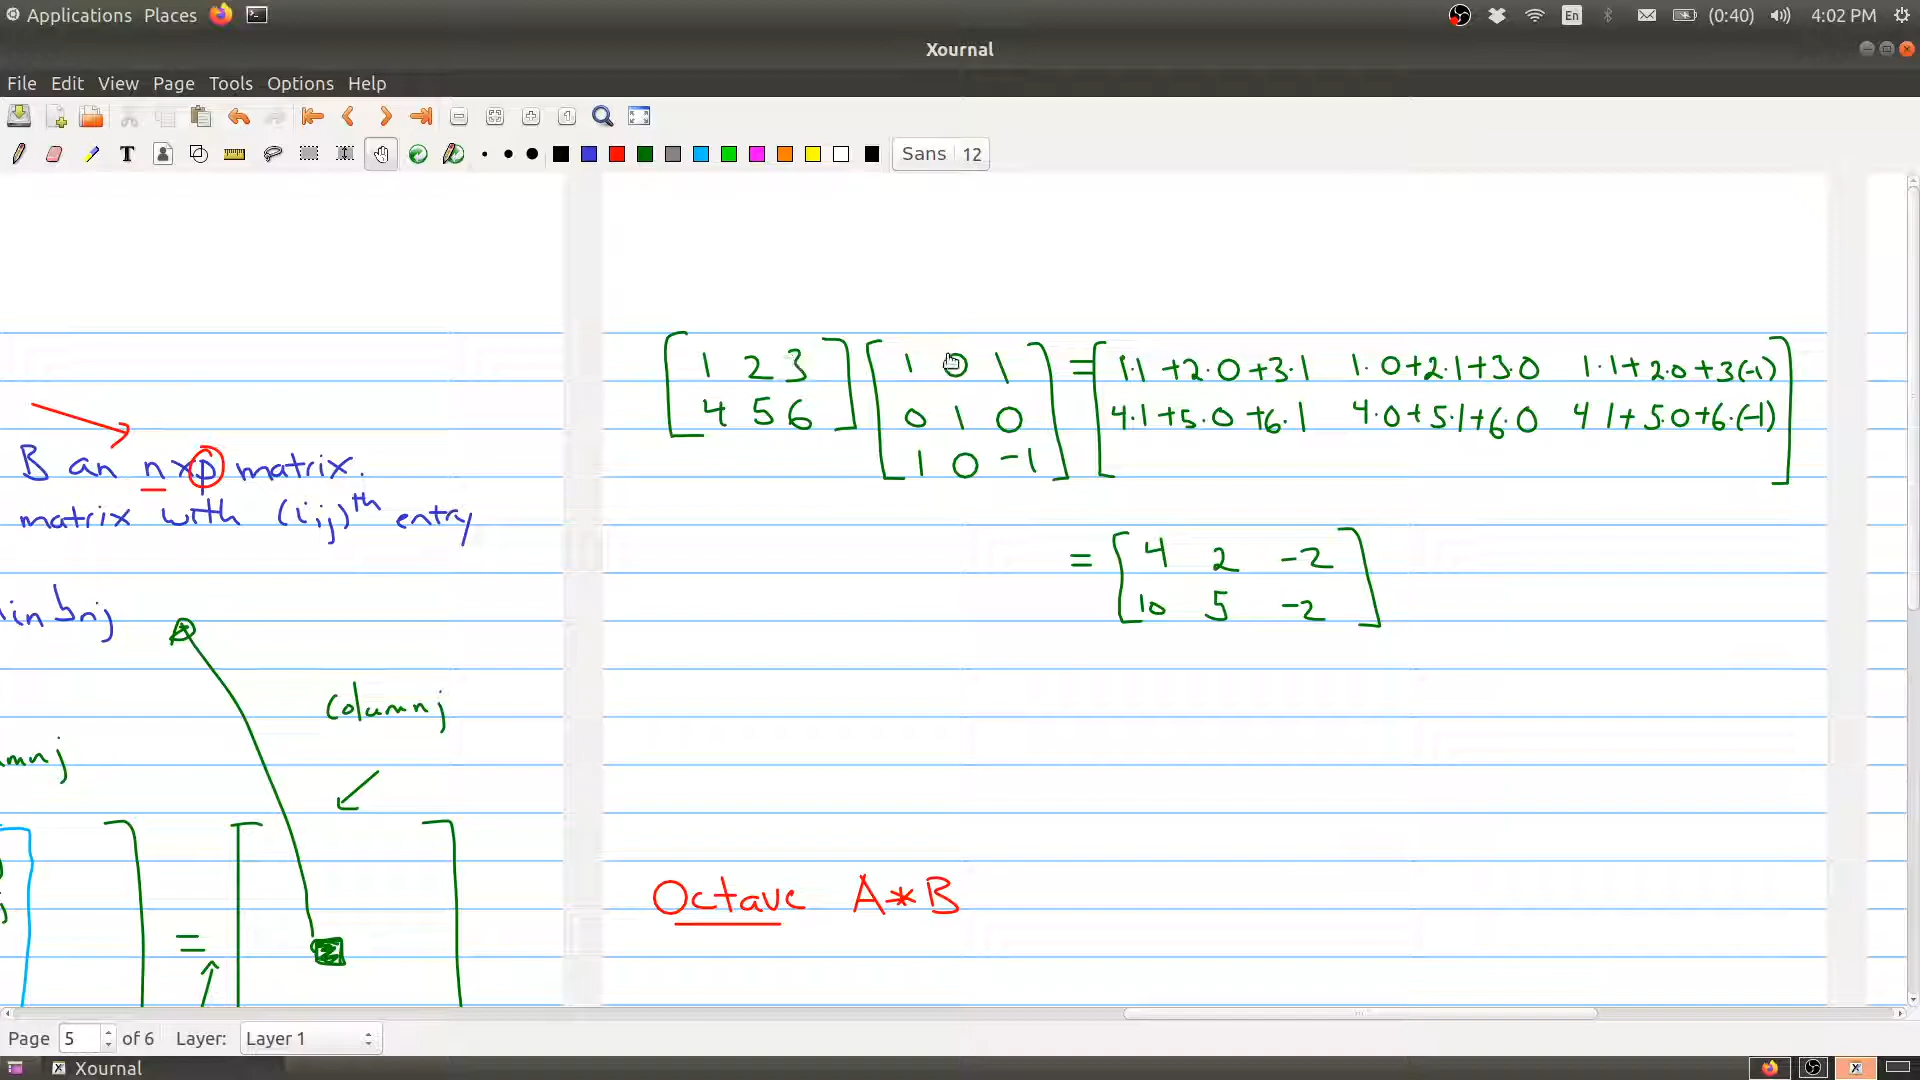 Applications Places En (0:40) 4:02 PM
Xournal
File Edit View Page Tools Options Help
T Sans 12
B an n×p matrix.
matrix with (i,j)th entry
in bnj
column j
umn j
=
[ 1 2 3 ] [ 1 0 1 ] = [ 1·1+2·0+3·1 1·0+2·1+3·0 1·1+2·0+3(-1) ]
[ 4 5 6 ] [ 0 1 0 ] [ 4·1+5·0+6·1 4·0+5·1+6·0 4 1+5·0+6·(-1) ]
[ 1 0 -1 ]
= [ 4 2 -2 ]
[ 10 5 -2 ]
Octave A*B
Page 5 of 6 Layer: Layer 1
Xournal